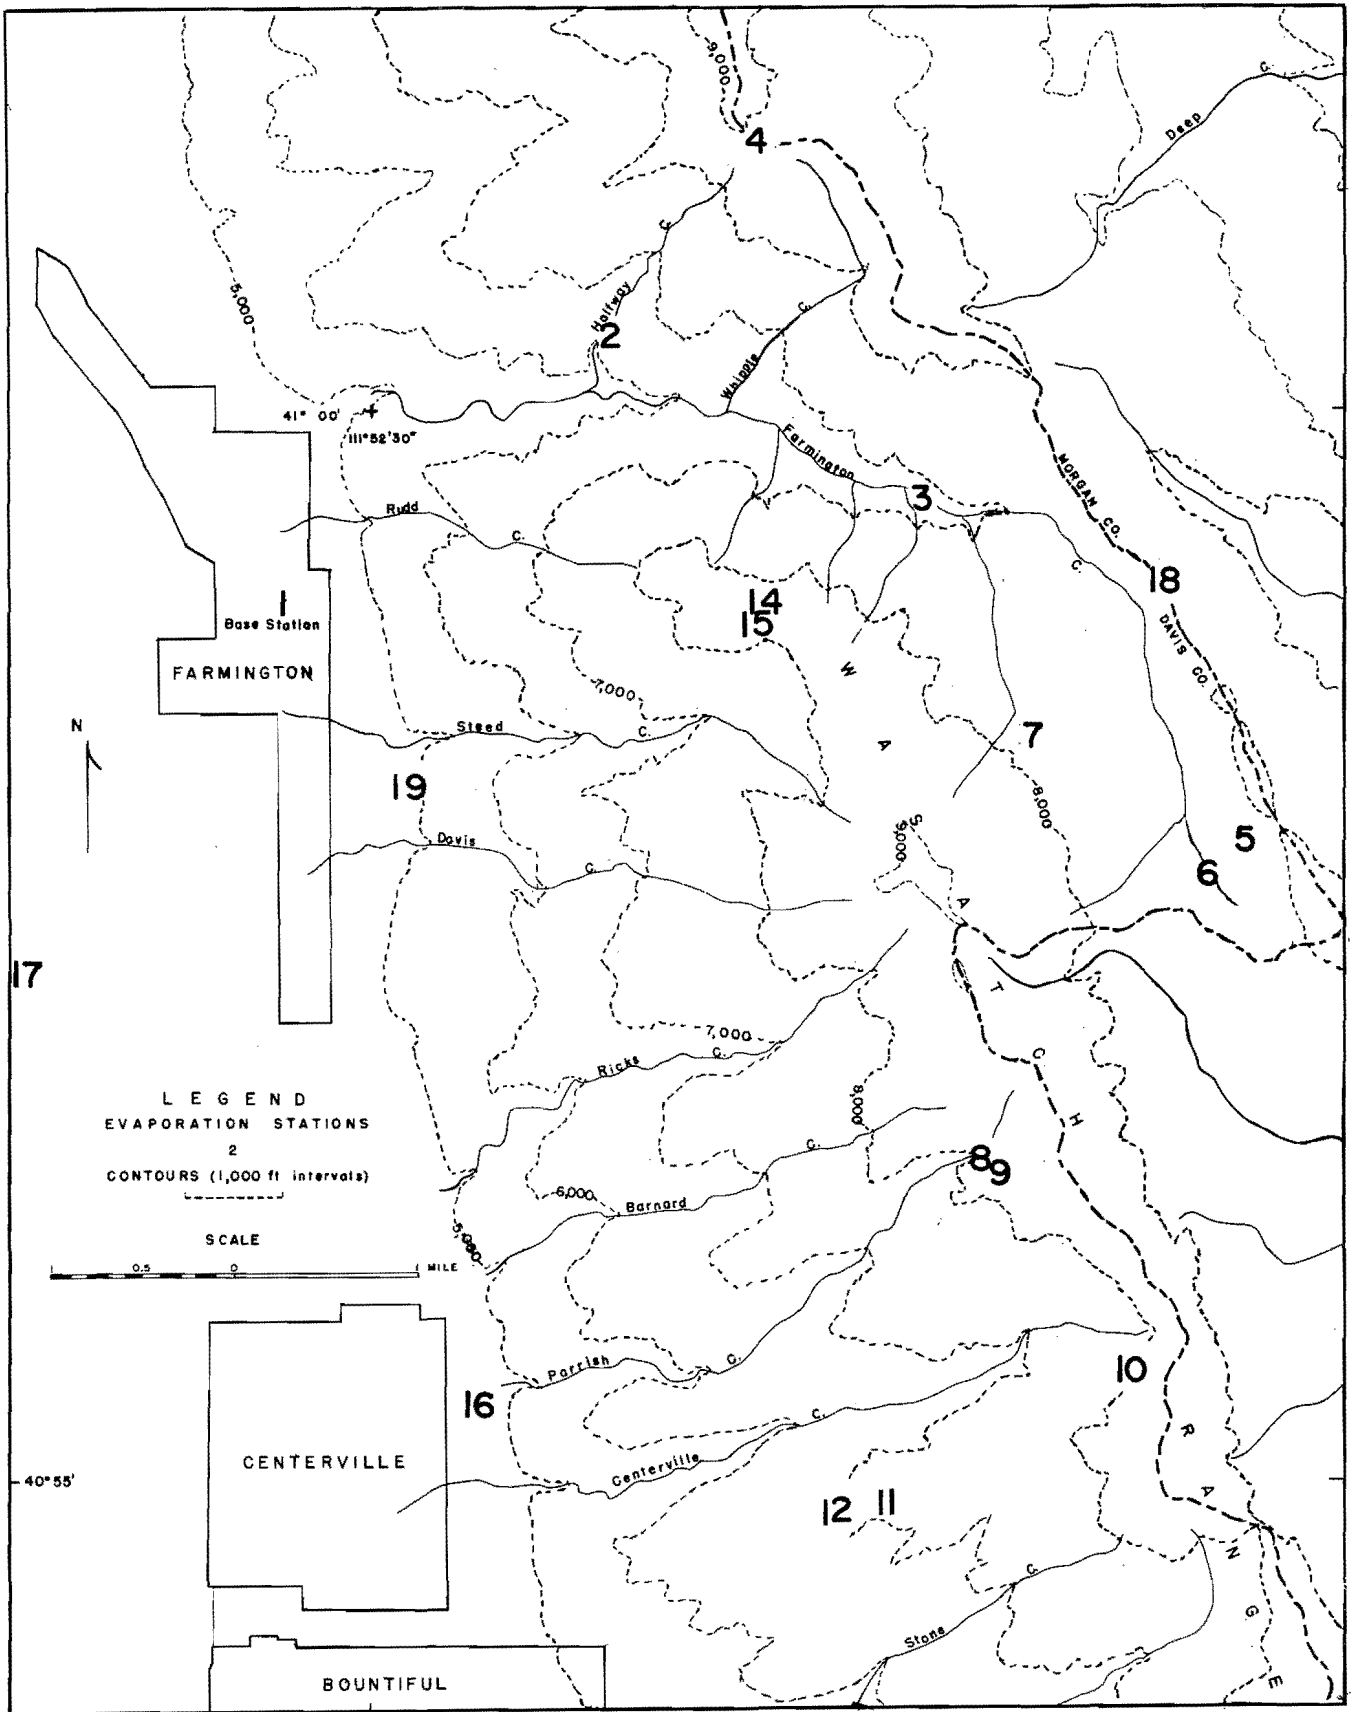 9,000
C.
Deep
4
C.
5,000
Halfway
2
C.
Whipple
41° 00'
111°52'30"
Farmington
MORGAN CO.
3
Rudd
C.
C.
18
1
Base Station
14
15
DAVIS CO.
FARMINGTON
WASATCH RANGE
7,000
N
Steed
C.
7
19
8,000
9,000
5
Davis
C.
6
17
7,000
Ricks
C.
LEGEND
EVAPORATION STATIONS
2
CONTOURS (1,000 ft intervals)
8,000
C.
8
9
6,000
Barnard
SCALE
5,000
0.5 0 MILE
Parrish
C.
10
16
C.
CENTERVILLE
Centerville
40°55'
12
11
C.
Stone
BOUNTIFUL